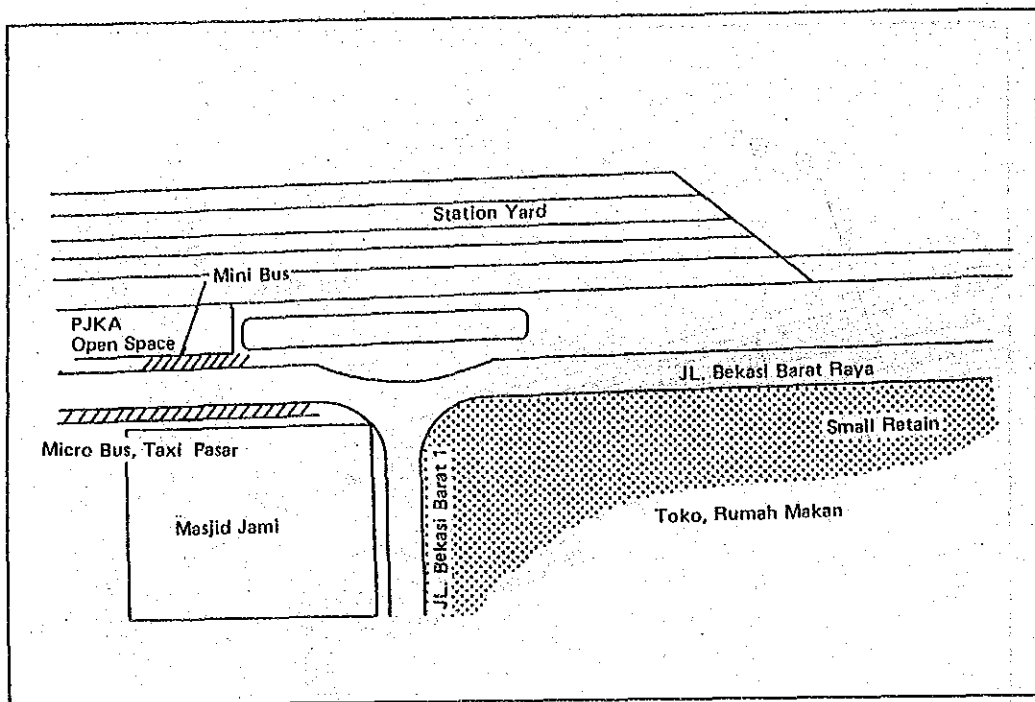 Station Yard
Mini Bus
PJKA
Open Space
JL. Bekasi Barat Raya
Small Retain
Micro Bus, Taxi Pasar
JL. Bekasi Barat 1
Toko, Rumah Makan
Masjid Jami